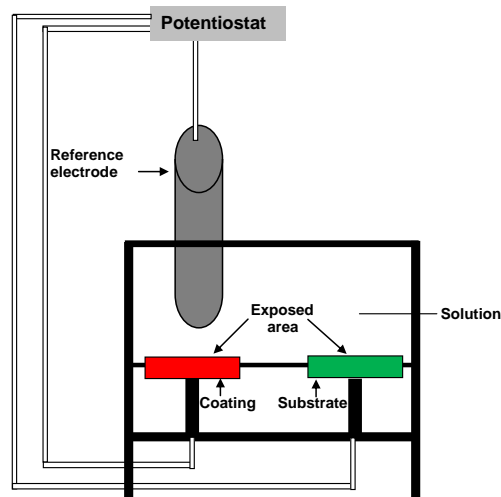 Potentiostat
Reference
electrode
Exposed
area
Solution
Coating
Substrate